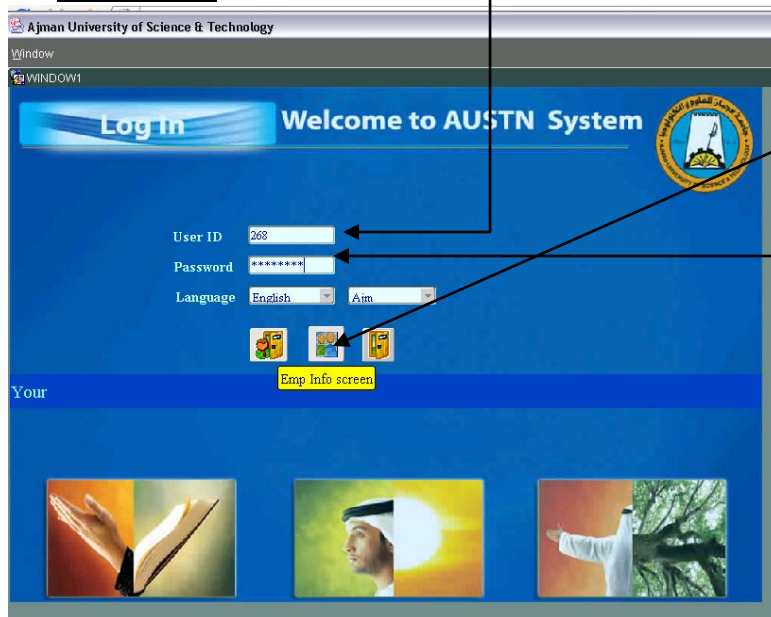 Ajman University of Science & Technology
Window
WINDOW1
Log in
Welcome to AUSTN System
User ID 268
Password ********
Language English Ajm
Emp Info screen
Your